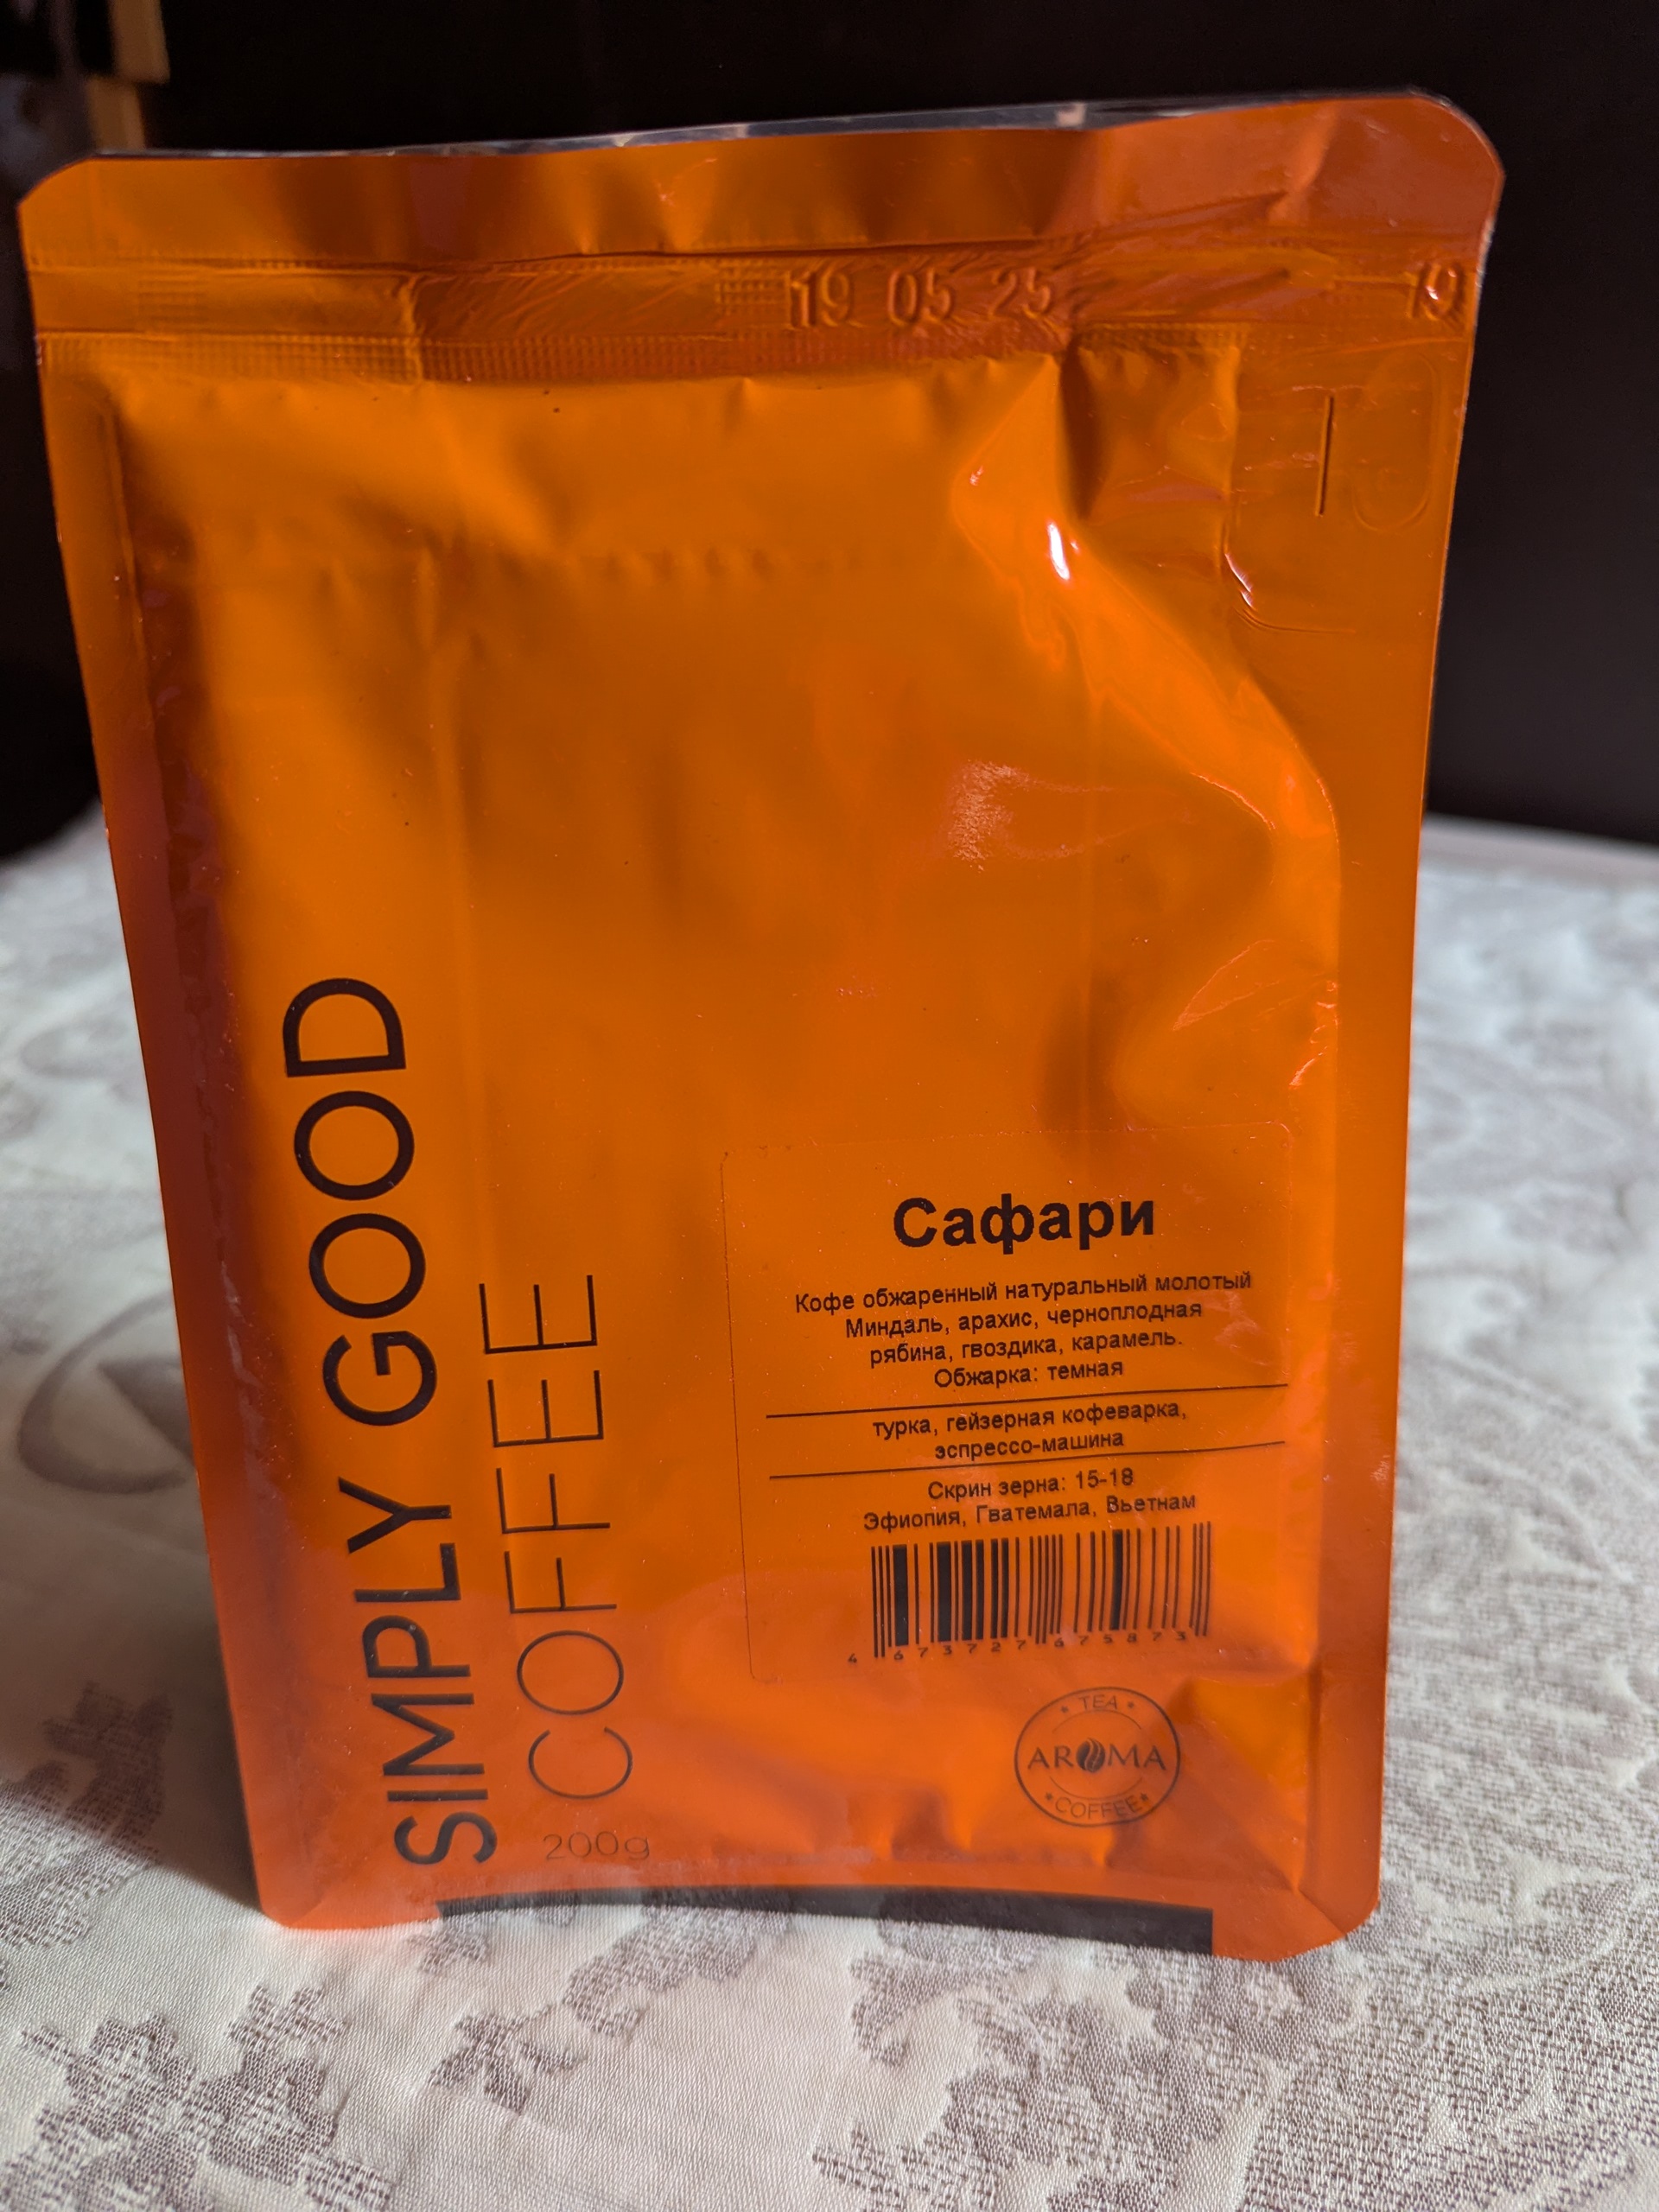 19 05 25
19
SIMPLY GOOD
COFFEE
200g
Сафари
Кофе обжаренный натуральный молотый
Миндаль, арахис, черноплодная
рябина, гвоздика, карамель.
Обжарка: темная
турка, гейзерная кофеварка,
эспрессо-машина
Скрин зерна: 15-18
Эфиопия, Гватемала, Вьетнам
4 673727 675873
TEA
AROMA
COFFEE